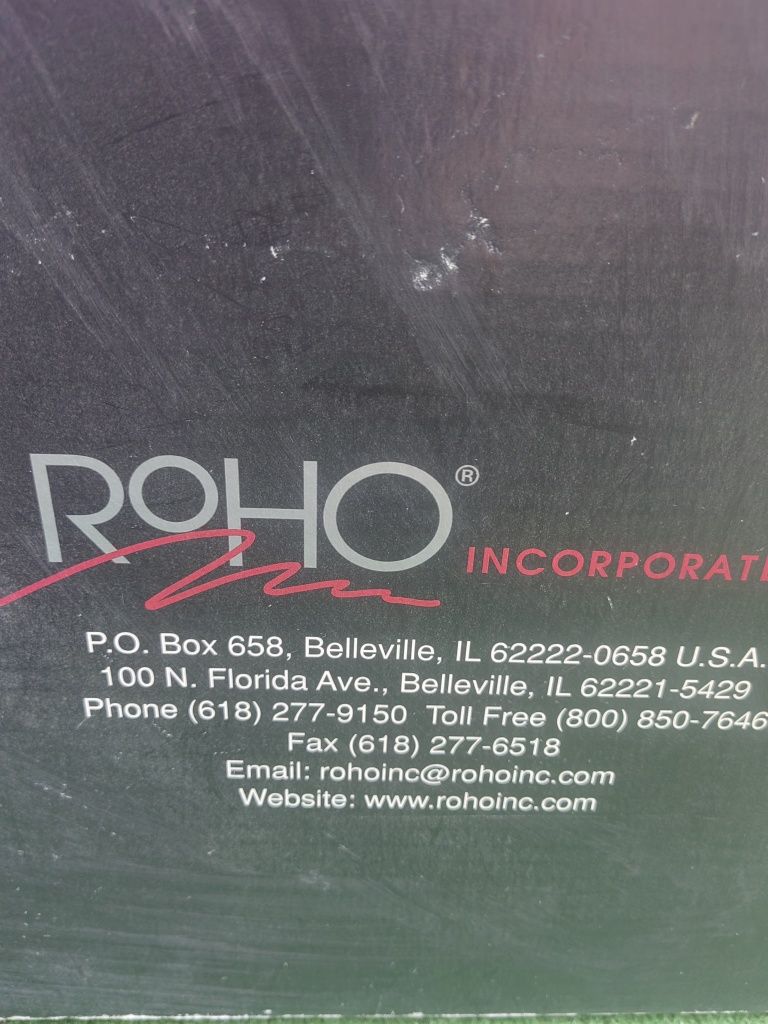 ROHO®
INCORPORATE
P.O. Box 658, Belleville, IL 62222-0658 U.S.A.
100 N. Florida Ave., Belleville, IL 62221-5429
Phone (618) 277-9150 Toll Free (800) 850-7646
Fax (618) 277-6518
Email: rohoinc@rohoinc.com
Website: www.rohoinc.com